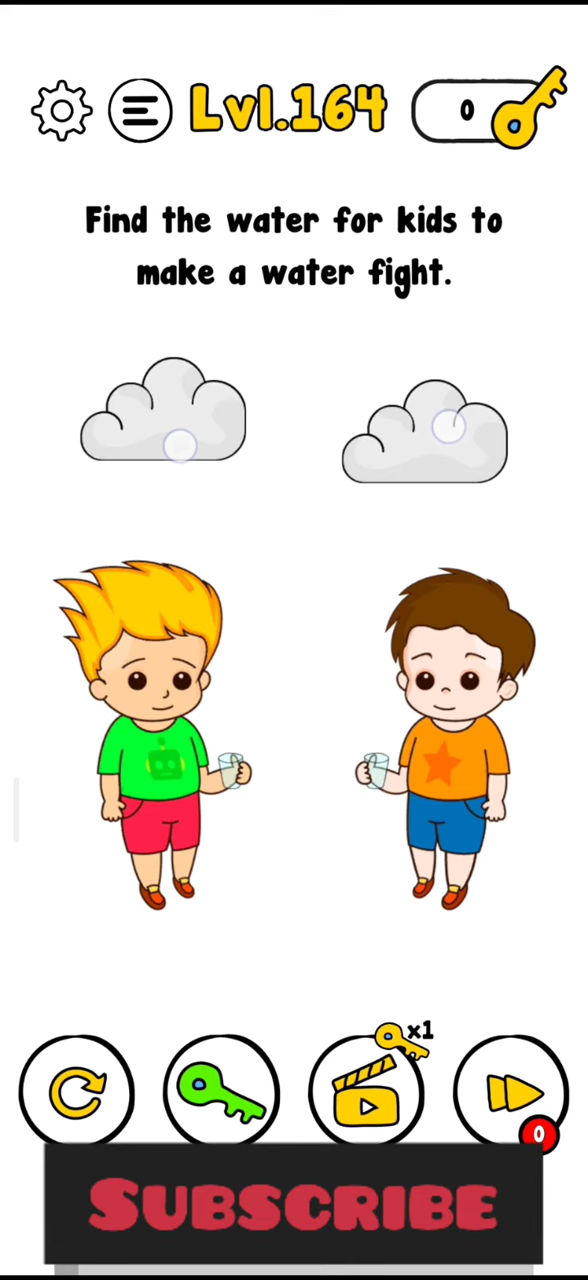 Lvl.164
0
Find the water for kids to
make a water fight.
x1
0
SUBSCRIBE